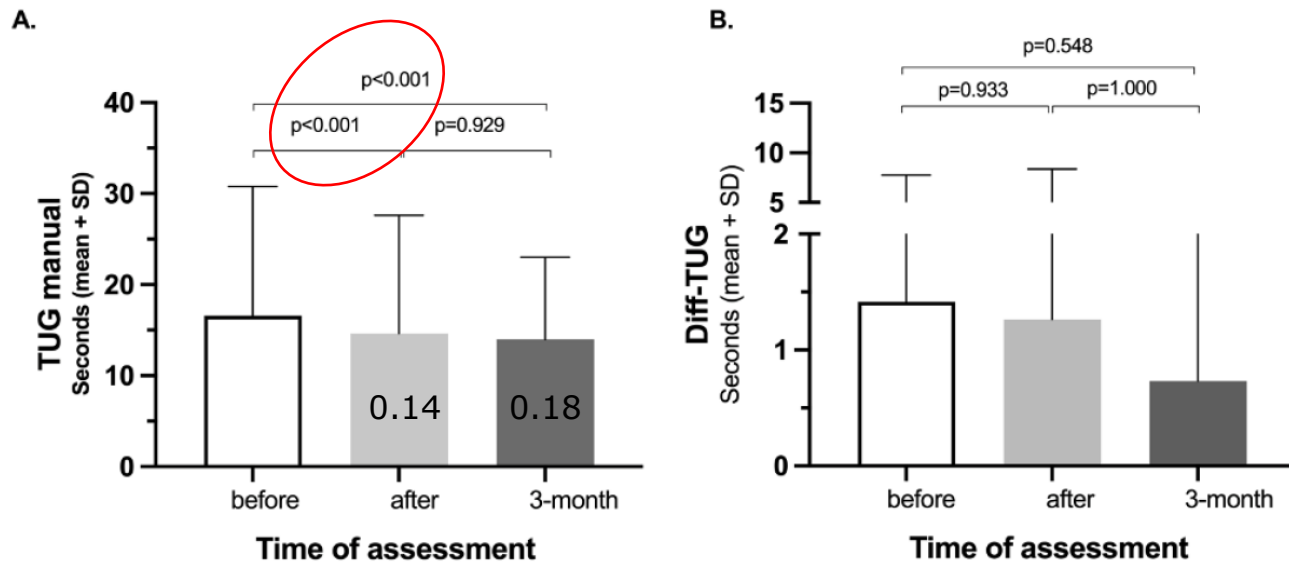 A.
p<0.001
p<0.001
p=0.929
TUG manual
Seconds (mean + SD)
40
30
20
10
0
0.14
0.18
before
after
3-month
Time of assessment
B.
p=0.548
p=0.933
p=1.000
Diff-TUG
Seconds (mean + SD)
15
10
5
2
1
0
before
after
3-month
Time of assessment